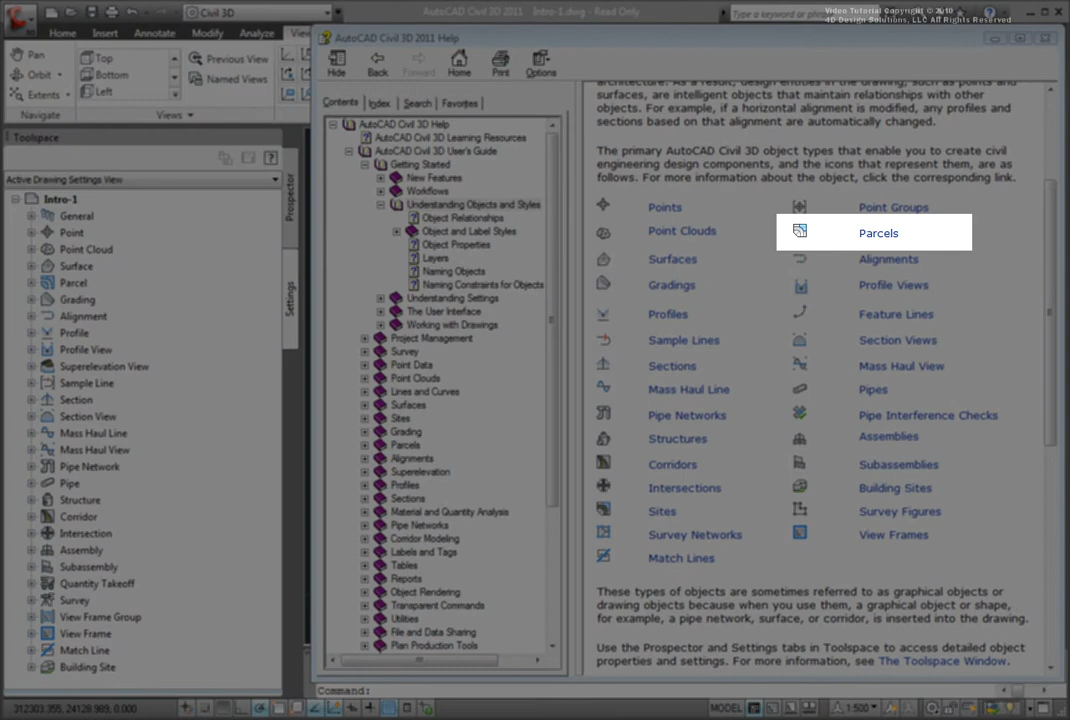 Civil 3D
AutoCAD Civil 3D 2011 Intro-1.dwg - Read Only
Type a keyword or phrase
Video Tutorial Copyright © 2010
4D Design Solutions, LLC All Rights Reserved
Home Insert Annotate Modify Analyze View
Pan
Orbit
Extents
Navigate
Top
Bottom
Left
Previous View
Named Views
Views
Toolspace
Active Drawing Settings View
Intro-1
General
Point
Point Cloud
Surface
Parcel
Grading
Alignment
Profile
Profile View
Superelevation View
Sample Line
Section
Section View
Mass Haul Line
Mass Haul View
Pipe Network
Pipe
Structure
Corridor
Intersection
Assembly
Subassembly
Quantity Takeoff
Survey
View Frame Group
View Frame
Match Line
Building Site
Prospector
Settings
AutoCAD Civil 3D 2011 Help
Hide Back Forward Home Print Options
Contents Index Search Favorites
AutoCAD Civil 3D Help
AutoCAD Civil 3D Learning Resources
AutoCAD Civil 3D User's Guide
Getting Started
New Features
Workflows
Understanding Objects and Styles
Object Relationships
Object and Label Styles
Object Properties
Layers
Naming Objects
Naming Constraints for Objects
Understanding Settings
The User Interface
Working with Drawings
Project Management
Survey
Point Data
Point Clouds
Lines and Curves
Surfaces
Sites
Grading
Parcels
Alignments
Superelevation
Profiles
Sections
Material and Quantity Analysis
Pipe Networks
Corridor Modeling
Labels and Tags
Tables
Reports
Object Rendering
Transparent Commands
Utilities
File and Data Sharing
Plan Production Tools
architecture. As a result, design entities in the drawing, such as points and
surfaces, are intelligent objects that maintain relationships with other
objects. For example, if a horizontal alignment is modified, any profiles and
sections based on that alignment are automatically changed.
The primary AutoCAD Civil 3D object types that enable you to create civil
engineering design components, and the icons that represent them, are as
follows. For more information about the object, click the corresponding link.
Points Point Groups
Point Clouds Parcels
Surfaces Alignments
Gradings Profile Views
Profiles Feature Lines
Sample Lines Section Views
Sections Mass Haul View
Mass Haul Line Pipes
Pipe Networks Pipe Interference Checks
Structures Assemblies
Corridors Subassemblies
Intersections Building Sites
Sites Survey Figures
Survey Networks View Frames
Match Lines
These types of objects are sometimes referred to as graphical objects or
drawing objects because when you use them, a graphical object or shape,
for example, a pipe network, surface, or corridor, is inserted into the drawing.
Use the Prospector and Settings tabs in Toolspace to access detailed object
properties and settings. For more information, see The Toolspace Window.
Command:
312303.355, 24128.989, 0.000
MODEL
1:500